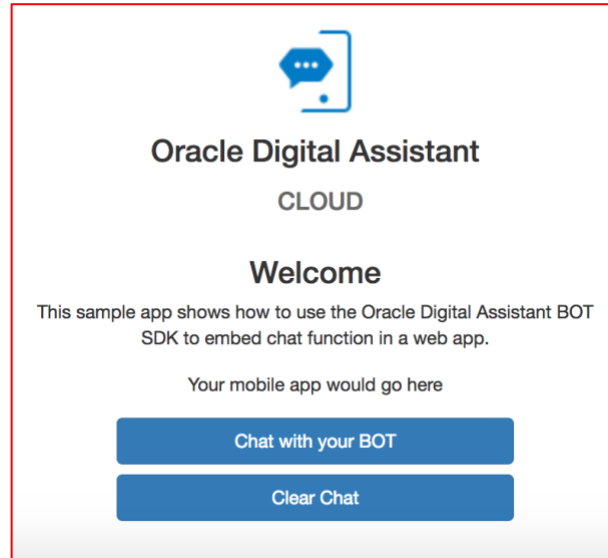 Oracle Digital Assistant
CLOUD
Welcome
This sample app shows how to use the Oracle Digital Assistant BOT
SDK to embed chat function in a web app.
Your mobile app would go here
Chat with your BOT
Clear Chat